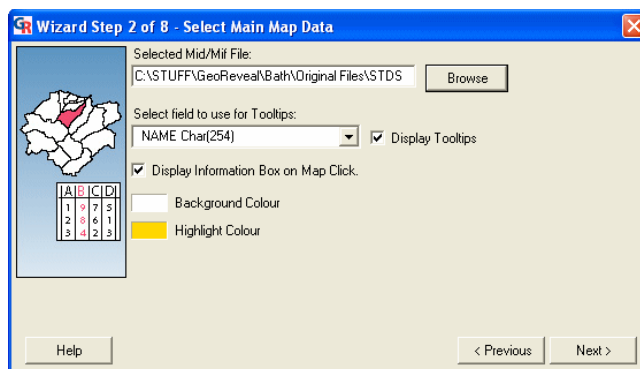 GR Wizard Step 2 of 8 - Select Main Map Data
Selected Mid/Mif File:
C:\STUFF\GeoReveal\Bath\Original Files\STDS
Browse
Select field to use for Tooltips:
NAME Char(254)
Display Tooltips
Display Information Box on Map Click.
A B C D
1 9 7 5
2 8 6 1
3 4 2 3
Background Colour
Highlight Colour
Help
< Previous
Next >